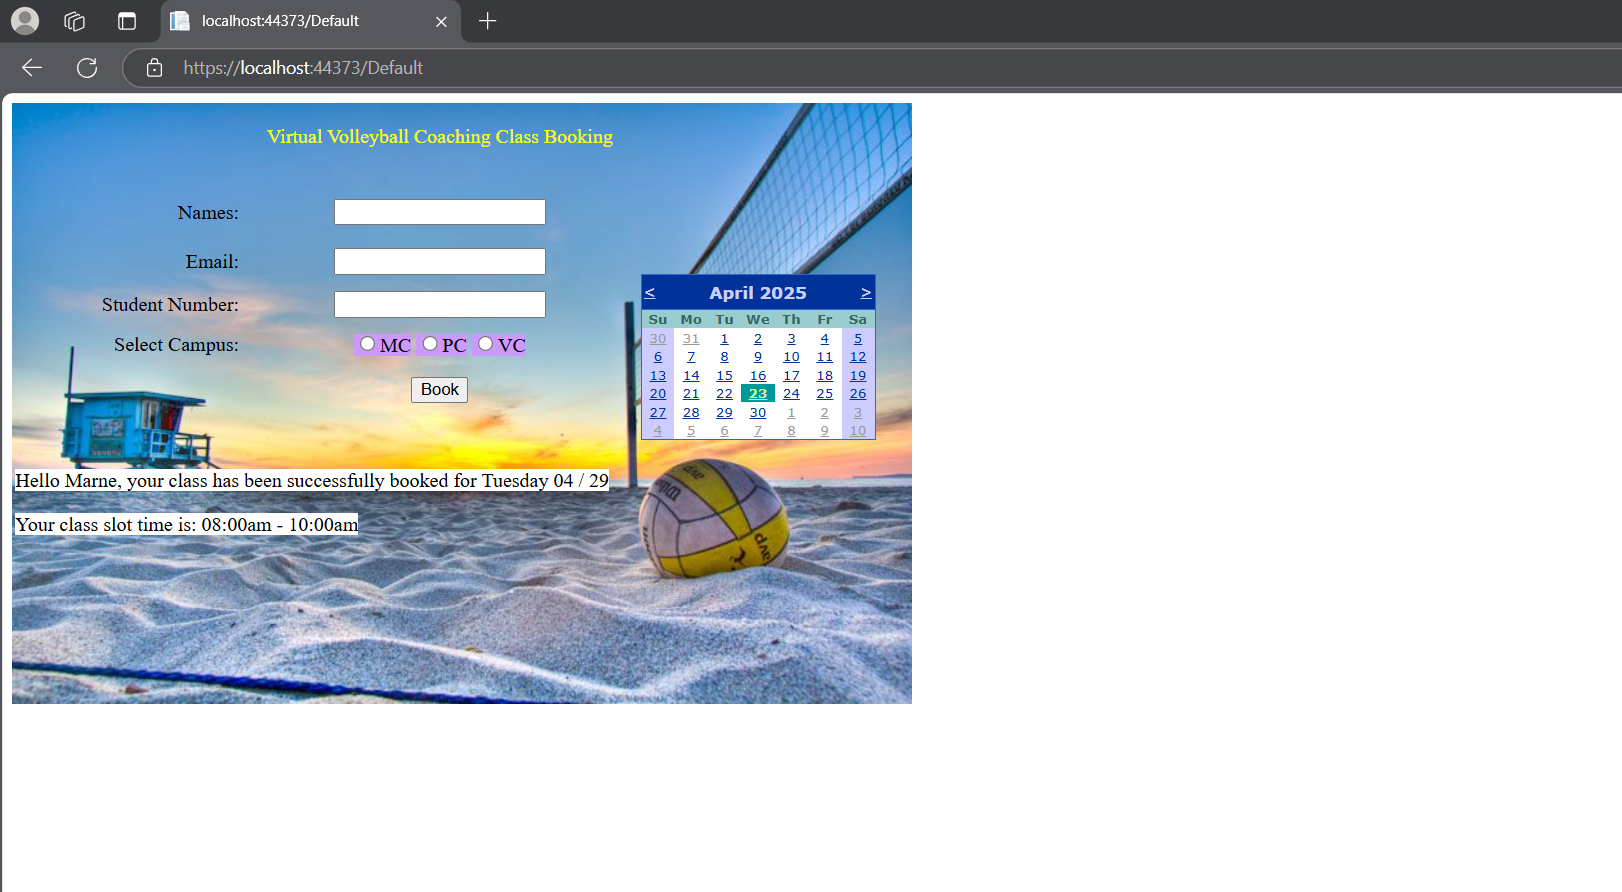 localhost:44373/Default
https://localhost:44373/Default
Virtual Volleyball Coaching Class Booking
Names:
Email:
Student Number:
Select Campus:
MC PC VC
Book
< April 2025 >
Su Mo Tu We Th Fr Sa
30 31 1 2 3 4 5
6 7 8 9 10 11 12
13 14 15 16 17 18 19
20 21 22 23 24 25 26
27 28 29 30 1 2 3
4 5 6 7 8 9 10
Hello Marne, your class has been successfully booked for Tuesday 04 / 29
Your class slot time is: 08:00am - 10:00am